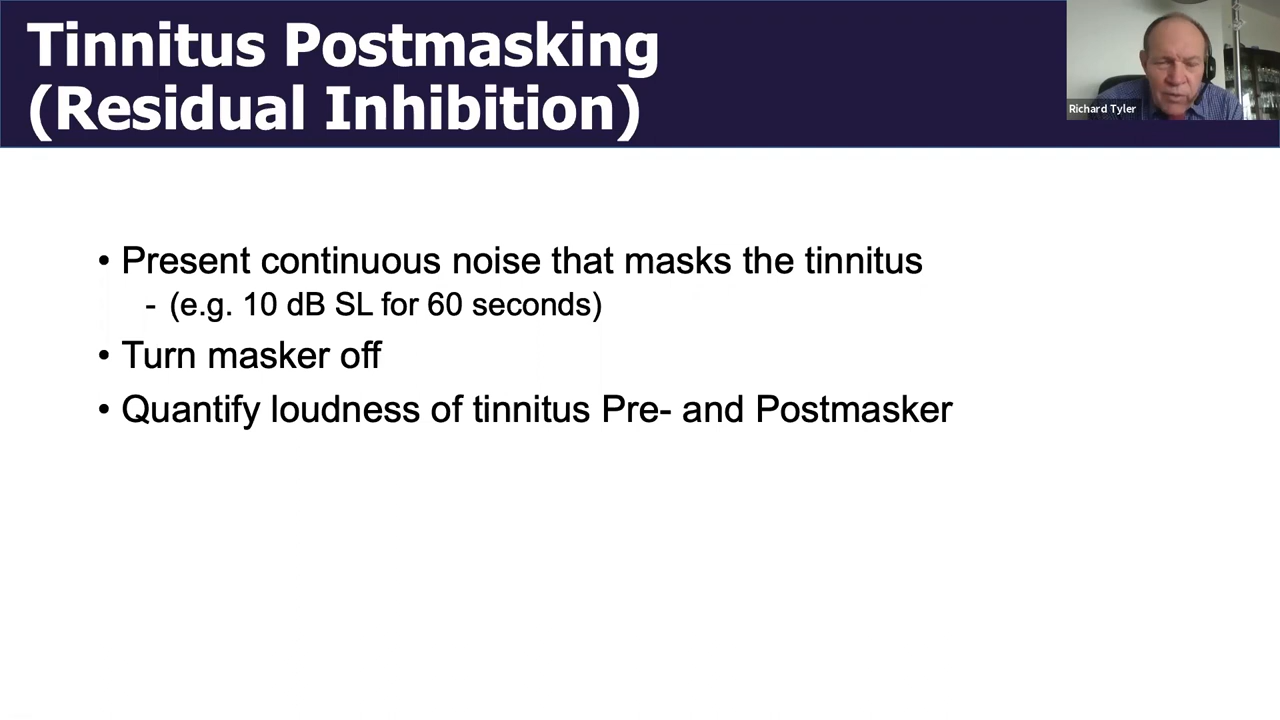 Tinnitus Postmasking
(Residual Inhibition)
Richard Tyler
• Present continuous noise that masks the tinnitus
- (e.g. 10 dB SL for 60 seconds)
• Turn masker off
• Quantify loudness of tinnitus Pre- and Postmasker